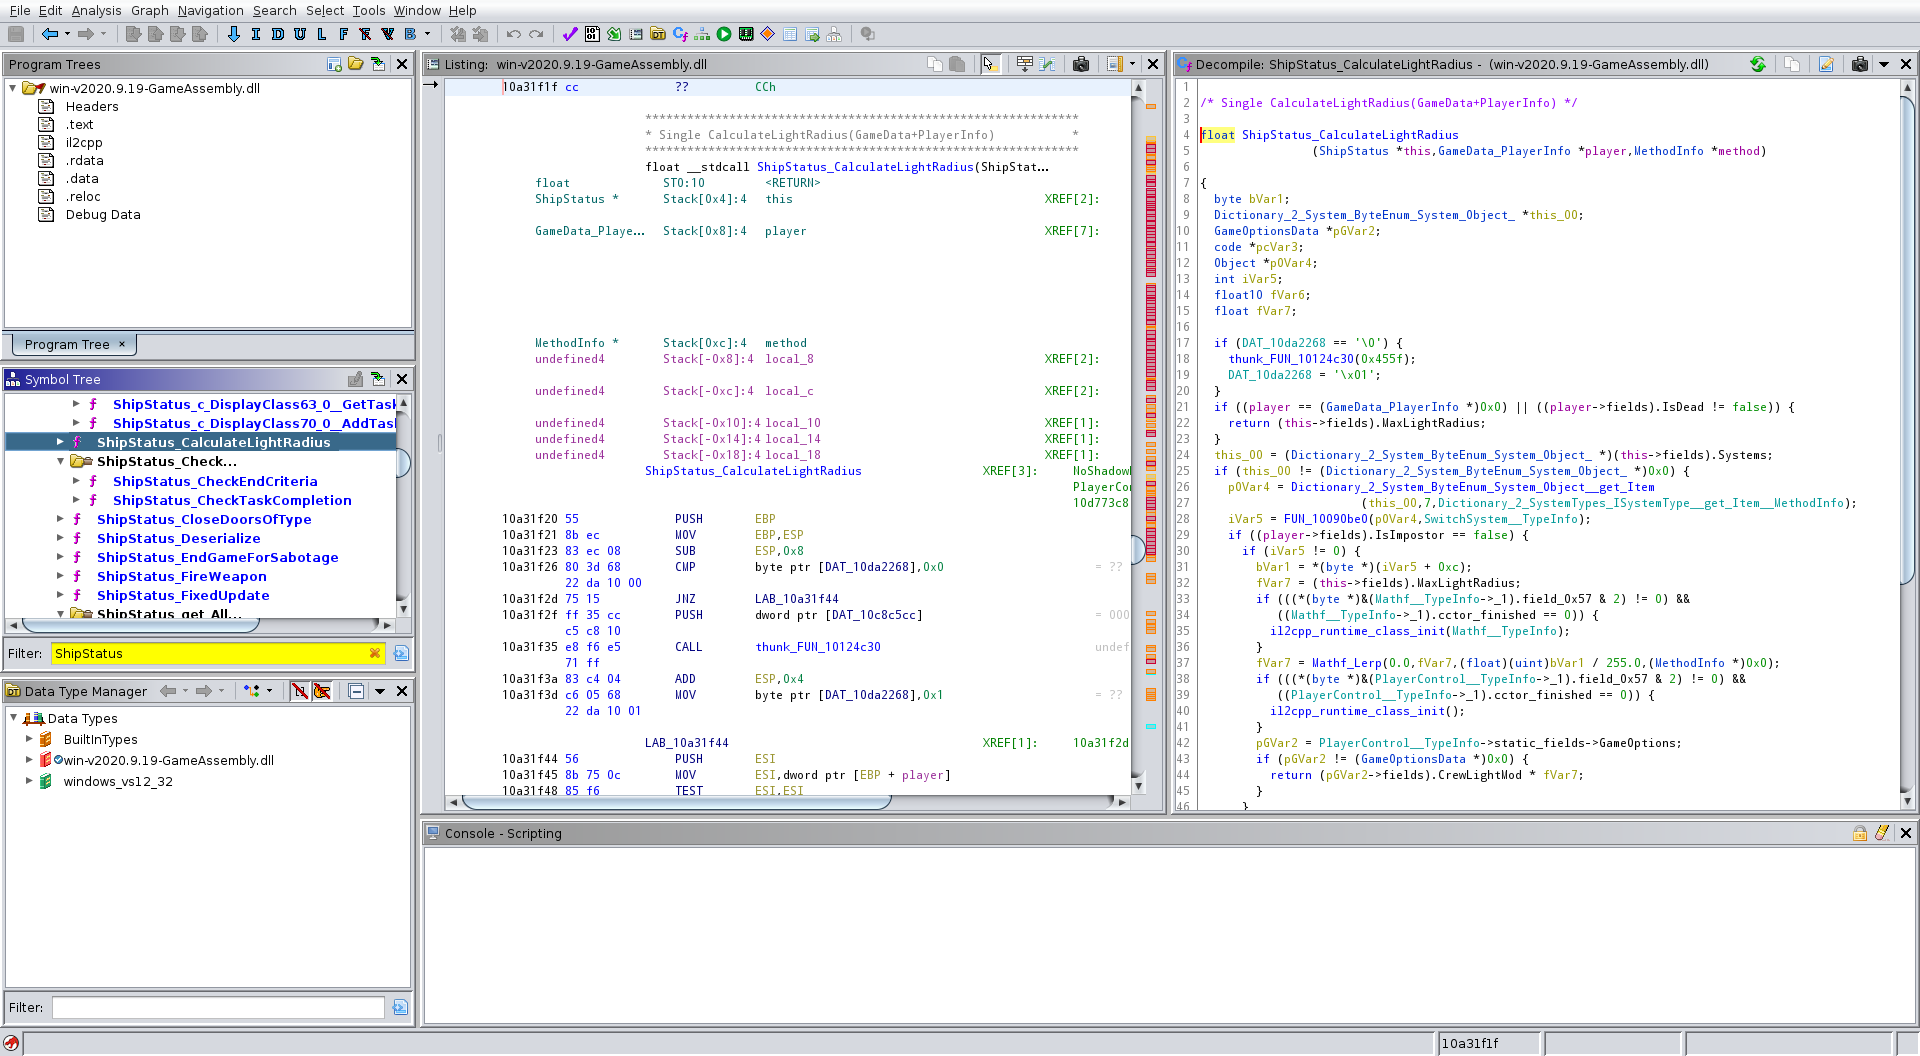 File Edit Analysis Graph Navigation Search Select Tools Window Help
I D U L F R V B
Program Trees
win-v2020.9.19-GameAssembly.dll
Headers
.text
il2cpp
.rdata
.data
.reloc
Debug Data
Program Tree ×
Symbol Tree
ShipStatus_c_DisplayClass63_0__GetTask
ShipStatus_c_DisplayClass70_0__AddTask
ShipStatus_CalculateLightRadius
ShipStatus_Check...
ShipStatus_CheckEndCriteria
ShipStatus_CheckTaskCompletion
ShipStatus_CloseDoorsOfType
ShipStatus_Deserialize
ShipStatus_EndGameForSabotage
ShipStatus_FireWeapon
ShipStatus_FixedUpdate
ShipStatus_get_All...
Filter: ShipStatus
Data Type Manager
Data Types
BuiltInTypes
win-v2020.9.19-GameAssembly.dll
windows_vs12_32
Filter:
Listing: win-v2020.9.19-GameAssembly.dll
10a31f1f cc ?? CCh
**************************************************************
* Single CalculateLightRadius(GameData+PlayerInfo) *
**************************************************************
float __stdcall ShipStatus_CalculateLightRadius(ShipStat...
float ST0:10 <RETURN>
ShipStatus * Stack[0x4]:4 this XREF[2]:
GameData_Playe... Stack[0x8]:4 player XREF[7]:
MethodInfo * Stack[0xc]:4 method
undefined4 Stack[-0x8]:4 local_8 XREF[2]:
undefined4 Stack[-0xc]:4 local_c XREF[2]:
undefined4 Stack[-0x10]:4 local_10 XREF[1]:
undefined4 Stack[-0x14]:4 local_14 XREF[1]:
undefined4 Stack[-0x18]:4 local_18 XREF[1]:
ShipStatus_CalculateLightRadius XREF[3]: NoShadow
PlayerCo
10d773c8
10a31f20 55 PUSH EBP
10a31f21 8b ec MOV EBP,ESP
10a31f23 83 ec 08 SUB ESP,0x8
10a31f26 80 3d 68 CMP byte ptr [DAT_10da2268],0x0 = ??
22 da 10 00
10a31f2d 75 15 JNZ LAB_10a31f44
10a31f2f ff 35 cc PUSH dword ptr [DAT_10c8c5cc] = 000
c5 c8 10
10a31f35 e8 f6 e5 CALL thunk_FUN_10124c30 undef
71 ff
10a31f3a 83 c4 04 ADD ESP,0x4
10a31f3d c6 05 68 MOV byte ptr [DAT_10da2268],0x1 = ??
22 da 10 01
LAB_10a31f44 XREF[1]: 10a31f2d
10a31f44 56 PUSH ESI
10a31f45 8b 75 0c MOV ESI,dword ptr [EBP + player]
10a31f48 85 f6 TEST ESI,ESI
Decompile: ShipStatus_CalculateLightRadius - (win-v2020.9.19-GameAssembly.dll)
1
2 /* Single CalculateLightRadius(GameData+PlayerInfo) */
3
4 float ShipStatus_CalculateLightRadius
5 (ShipStatus *this,GameData_PlayerInfo *player,MethodInfo *method)
6
7 {
8 byte bVar1;
9 Dictionary_2_System_ByteEnum_System_Object_ *this_00;
10 GameOptionsData *pGVar2;
11 code *pcVar3;
12 Object *pOVar4;
13 int iVar5;
14 float10 fVar6;
15 float fVar7;
16
17 if (DAT_10da2268 == '\0') {
18 thunk_FUN_10124c30(0x455f);
19 DAT_10da2268 = '\x01';
20 }
21 if ((player == (GameData_PlayerInfo *)0x0) || ((player->fields).IsDead != false)) {
22 return (this->fields).MaxLightRadius;
23 }
24 this_00 = (Dictionary_2_System_ByteEnum_System_Object_ *)(this->fields).Systems;
25 if (this_00 != (Dictionary_2_System_ByteEnum_System_Object_ *)0x0) {
26 pOVar4 = Dictionary_2_System_ByteEnum_System_Object__get_Item
27 (this_00,7,Dictionary_2_SystemTypes_ISystemType__get_Item__MethodInfo);
28 iVar5 = FUN_10090be0(pOVar4,SwitchSystem__TypeInfo);
29 if ((player->fields).IsImpostor == false) {
30 if (iVar5 != 0) {
31 bVar1 = *(byte *)(iVar5 + 0xc);
32 fVar7 = (this->fields).MaxLightRadius;
33 if (((*(byte *)&(Mathf__TypeInfo->_1).field_0x57 & 2) != 0) &&
34 ((Mathf__TypeInfo->_1).cctor_finished == 0)) {
35 il2cpp_runtime_class_init(Mathf__TypeInfo);
36 }
37 fVar7 = Mathf_Lerp(0.0,fVar7,(float)(uint)bVar1 / 255.0,(MethodInfo *)0x0);
38 if (((*(byte *)&(PlayerControl__TypeInfo->_1).field_0x57 & 2) != 0) &&
39 ((PlayerControl__TypeInfo->_1).cctor_finished == 0)) {
40 il2cpp_runtime_class_init();
41 }
42 pGVar2 = PlayerControl__TypeInfo->static_fields->GameOptions;
43 if (pGVar2 != (GameOptionsData *)0x0) {
44 return (pGVar2->fields).CrewLightMod * fVar7;
45 }
46 }
Console - Scripting
10a31f1f